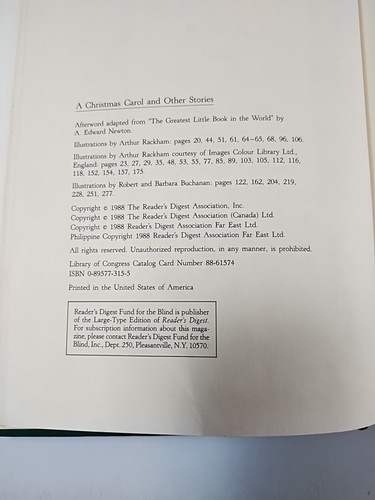 A Christmas Carol and Other Stories
Afterword adapted from "The Greatest Little Book in the World" by
A. Edward Newton.
Illustrations by Arthur Rackham: pages 20, 44, 51, 61, 64–65, 68, 96, 106.
Illustrations by Arthur Rackham courtesy of Images Colour Library Ltd.,
England: pages 23, 27, 29, 35, 48, 53, 55, 77, 85, 89, 103, 105, 112, 116,
118, 152, 154, 157, 175.
Illustrations by Robert and Barbara Buchanan: pages 122, 162, 204, 219,
228, 251, 277.
Copyright © 1988 The Reader's Digest Association, Inc.
Copyright © 1988 The Reader's Digest Association (Canada) Ltd.
Copyright © 1988 Reader's Digest Association Far East Ltd.
Philippine Copyright 1988 Reader's Digest Association Far East Ltd.
All rights reserved. Unauthorized reproduction, in any manner, is prohibited.
Library of Congress Catalog Card Number 88-61574
ISBN 0-89577-315-5
Printed in the United States of America
Reader's Digest Fund for the Blind is publisher
of the Large-Type Edition of Reader's Digest.
For subscription information about this maga-
zine, please contact Reader's Digest Fund for the
Blind, Inc., Dept. 250, Pleasantville, N.Y. 10570.